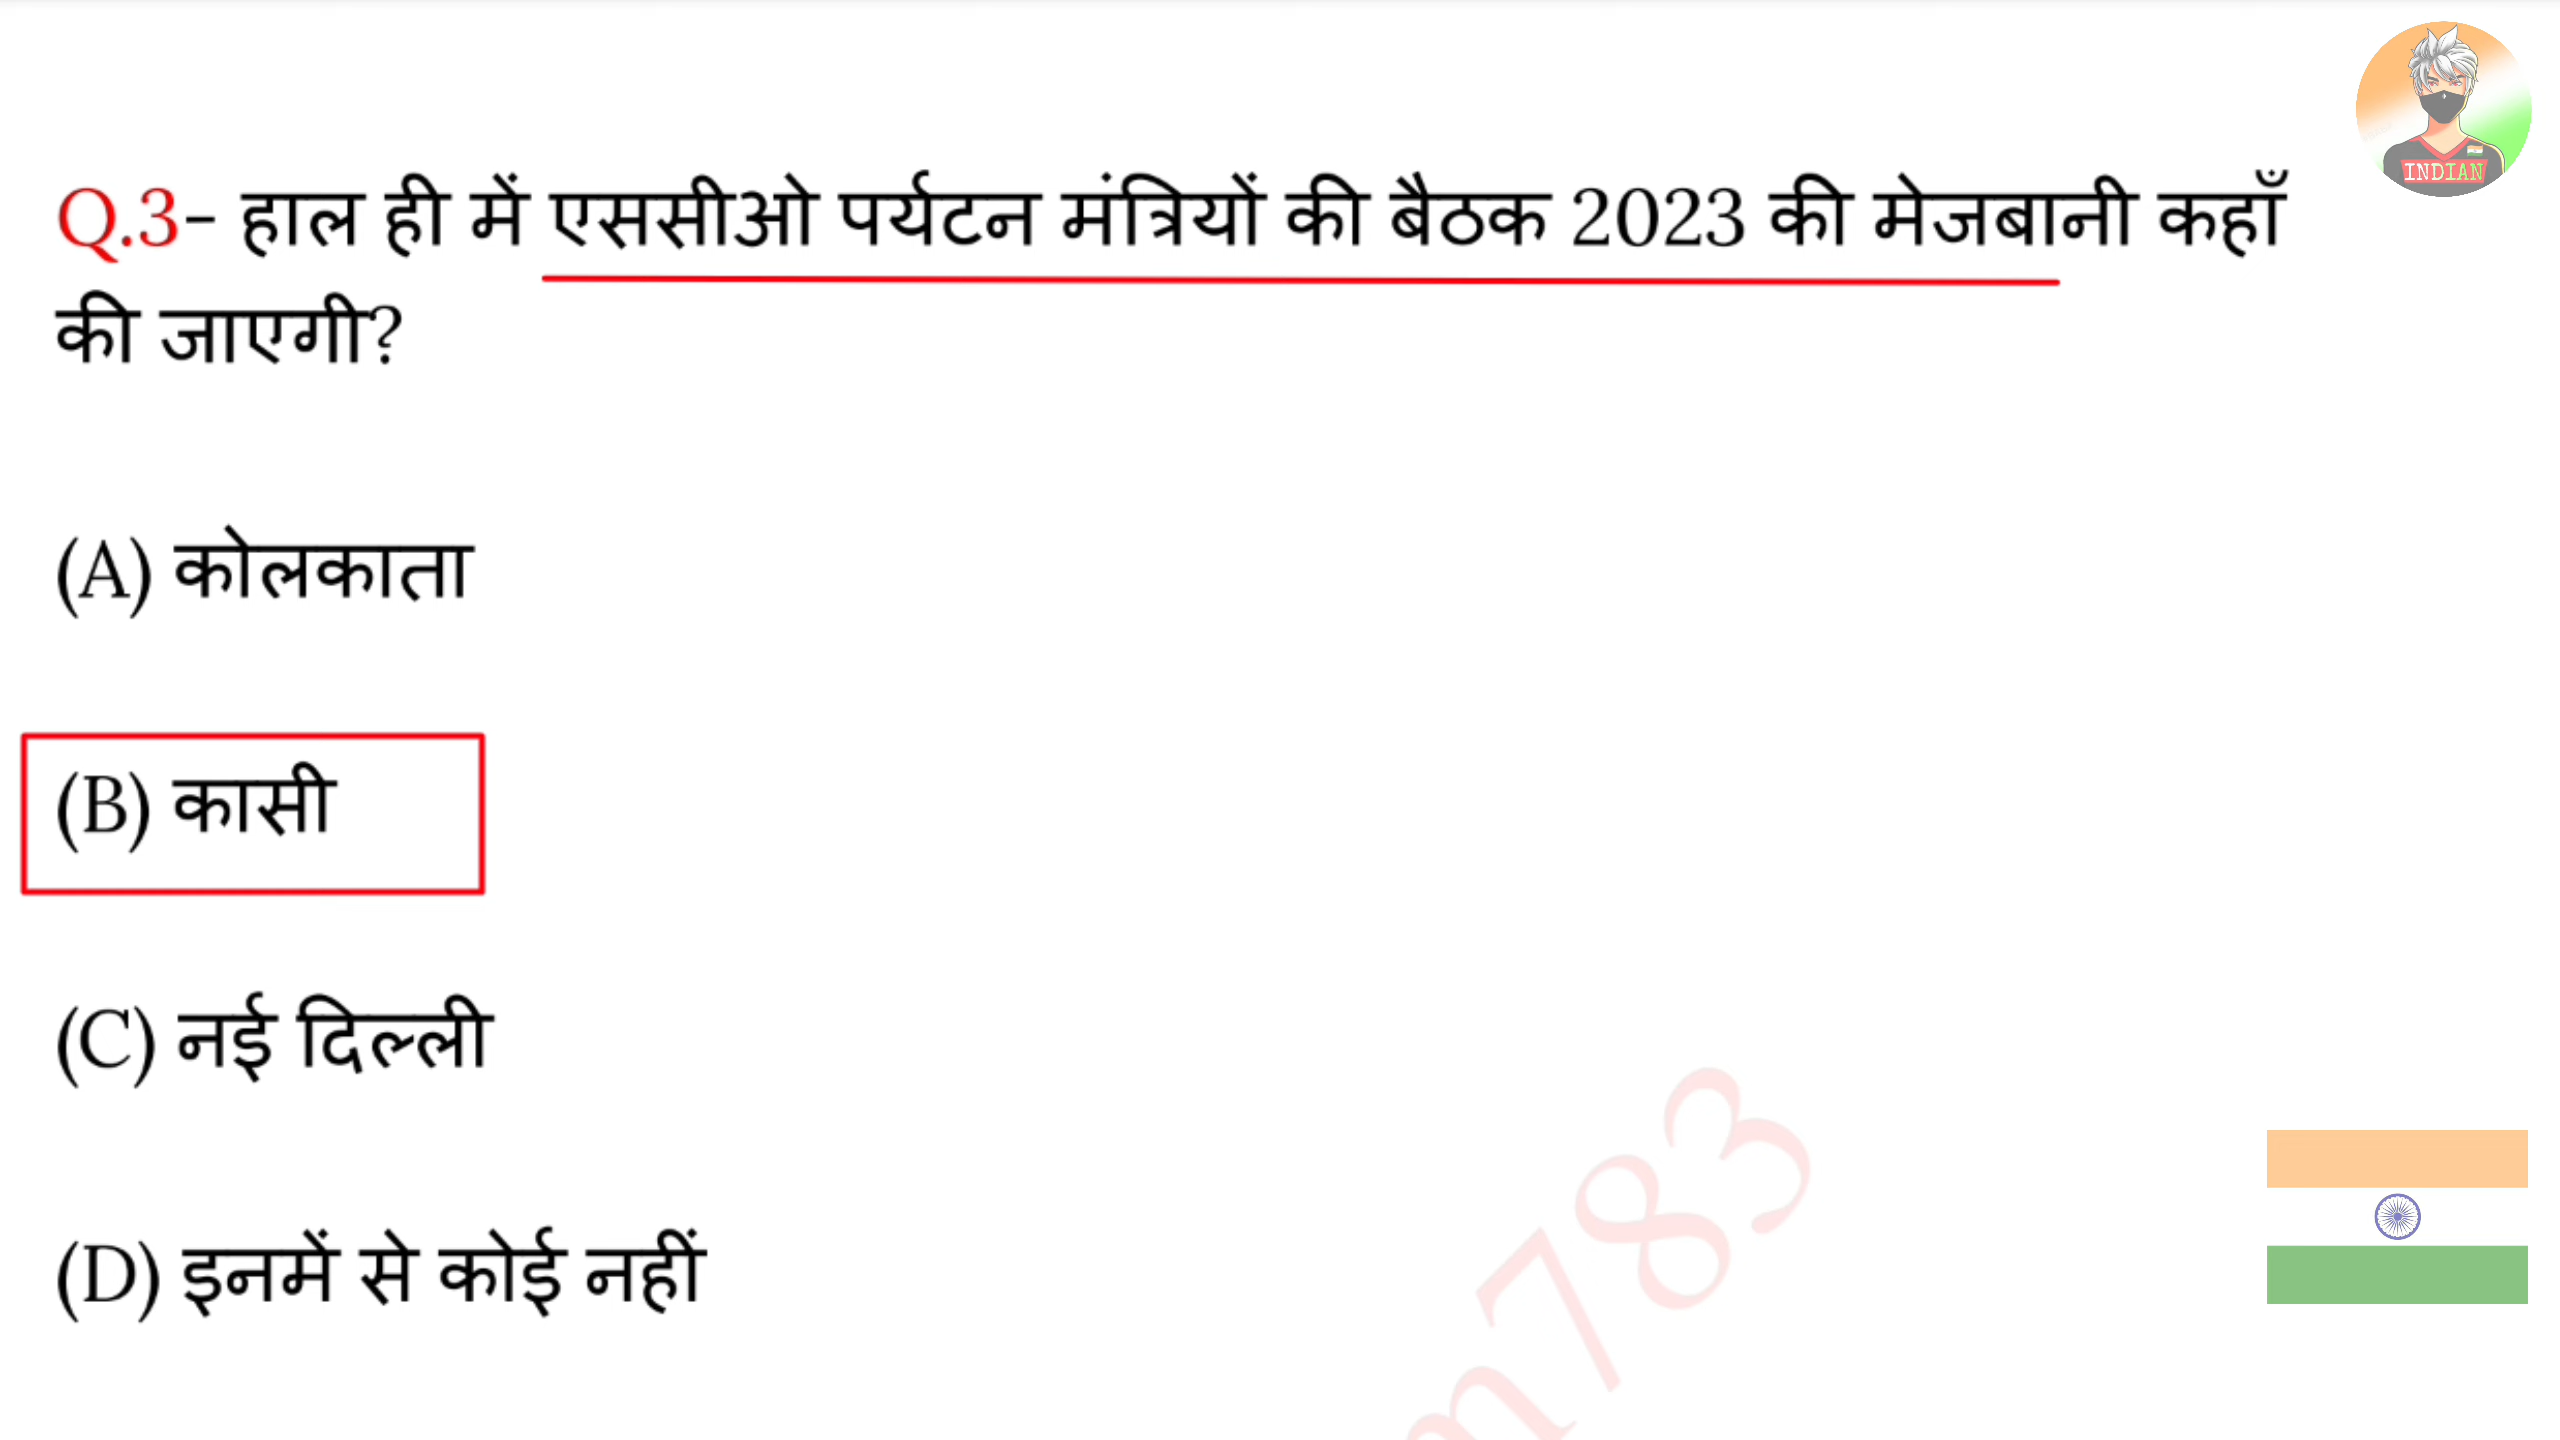 INDIAN
Q.3- हाल ही में एससीओ पर्यटन मंत्रियों की बैठक 2023 की मेजबानी कहाँ
की जाएगी?
(A) कोलकाता
(B) कासी
(C) नई दिल्ली
(D) इनमें से कोई नहीं